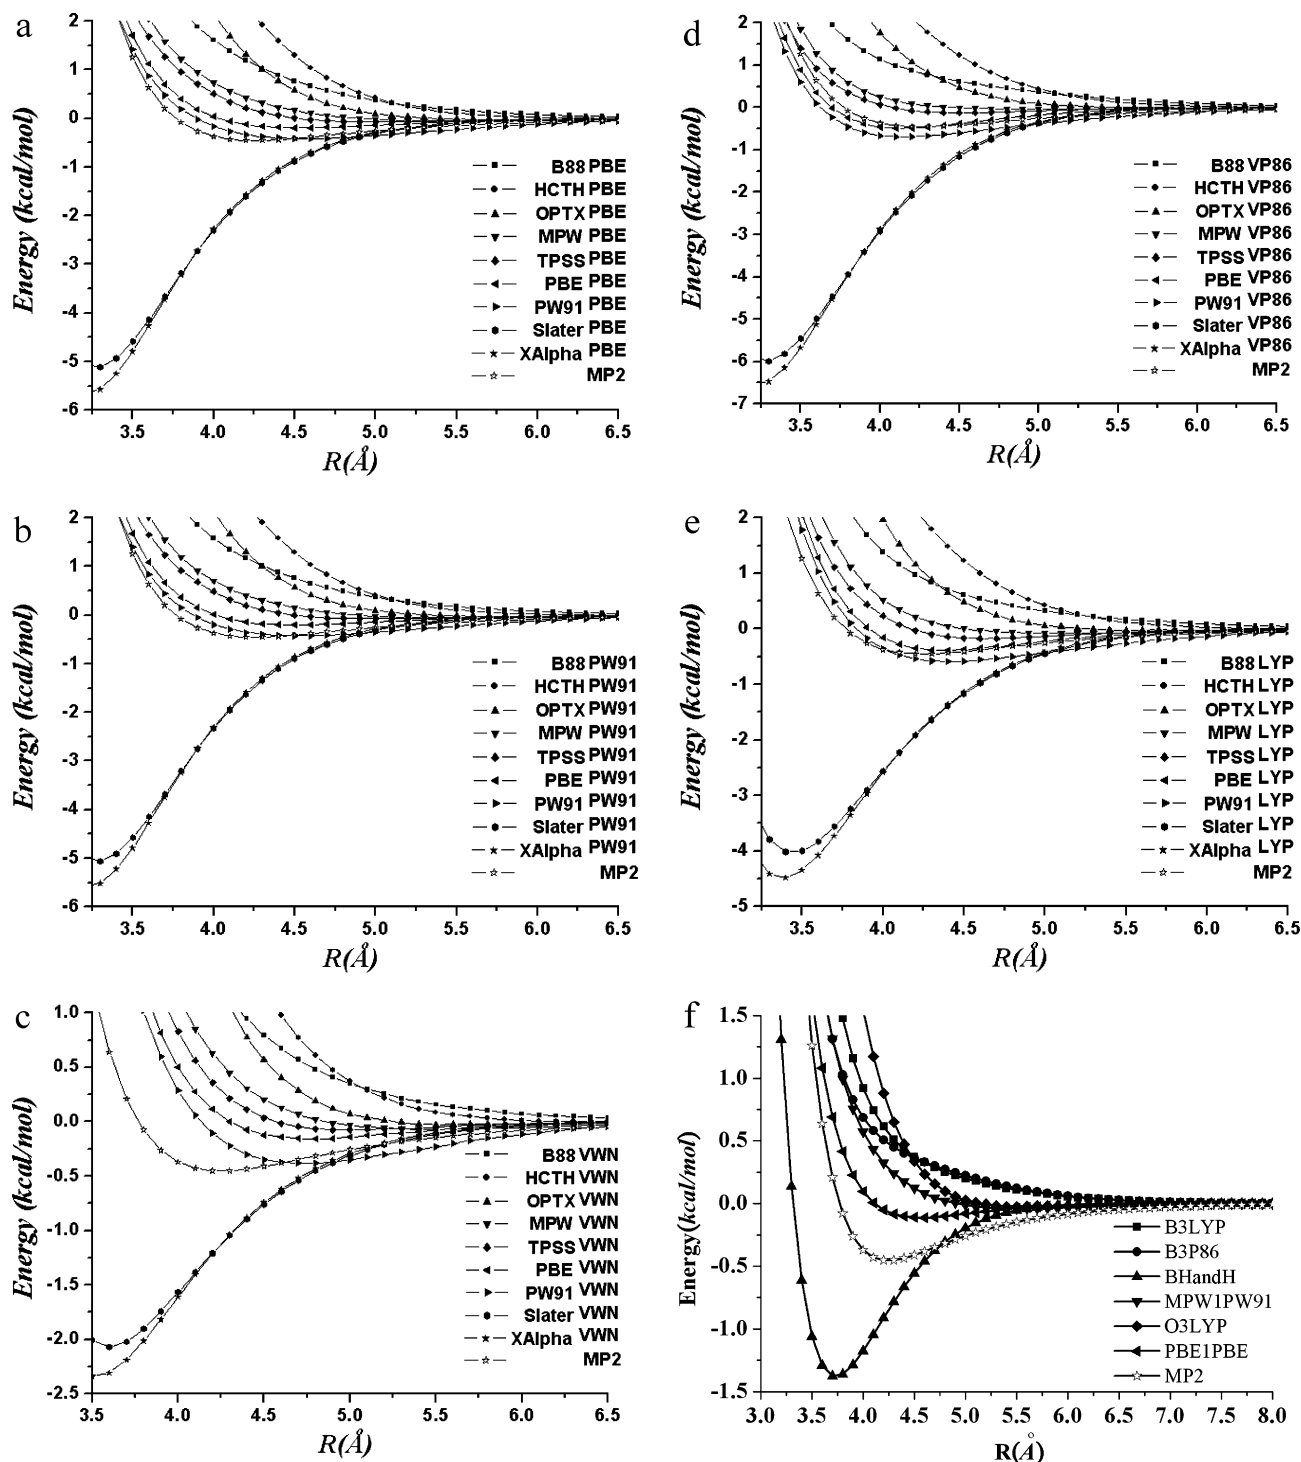 a
2
1
0
-1
-2
-3
-4
-5
-6
Energy (kcal/mol)
B88 PBE
HCTH PBE
OPTX PBE
MPW PBE
TPSS PBE
PBE PBE
PW91 PBE
Slater PBE
XAlpha PBE
MP2
3.5 4.0 4.5 5.0 5.5 6.0 6.5
R(Å)
d
2
1
0
-1
-2
-3
-4
-5
-6
-7
Energy (kcal/mol)
B88 VP86
HCTH VP86
OPTX VP86
MPW VP86
TPSS VP86
PBE VP86
PW91 VP86
Slater VP86
XAlpha VP86
MP2
3.5 4.0 4.5 5.0 5.5 6.0 6.5
R(Å)
b
2
1
0
-1
-2
-3
-4
-5
-6
Energy (kcal/mol)
B88 PW91
HCTH PW91
OPTX PW91
MPW PW91
TPSS PW91
PBE PW91
PW91 PW91
Slater PW91
XAlpha PW91
MP2
3.5 4.0 4.5 5.0 5.5 6.0 6.5
R(Å)
e
2
1
0
-1
-2
-3
-4
-5
Energy (kcal/mol)
B88 LYP
HCTH LYP
OPTX LYP
MPW LYP
TPSS LYP
PBE LYP
PW91 LYP
Slater LYP
XAlpha LYP
MP2
3.5 4.0 4.5 5.0 5.5 6.0 6.5
R(Å)
c
1.0
0.5
0.0
-0.5
-1.0
-1.5
-2.0
-2.5
Energy (kcal/mol)
B88 VWN
HCTH VWN
OPTX VWN
MPW VWN
TPSS VWN
PBE VWN
PW91 VWN
Slater VWN
XAlpha VWN
MP2
3.5 4.0 4.5 5.0 5.5 6.0 6.5
R(Å)
f
1.5
1.0
0.5
0.0
-0.5
-1.0
-1.5
Energy(kcal/mol)
B3LYP
B3P86
BHandH
MPW1PW91
O3LYP
PBE1PBE
MP2
3.0 3.5 4.0 4.5 5.0 5.5 6.0 6.5 7.0 7.5 8.0
R(Å)